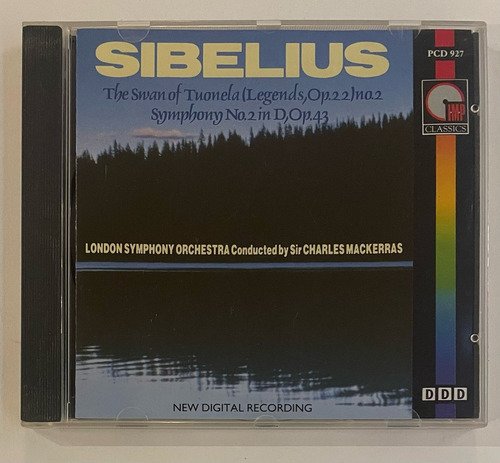 SIBELIUS
The Swan of Tuonela (Legends,Op.22)no.2
Symphony No.2 in D,Op.43
LONDON SYMPHONY ORCHESTRA Conducted by Sir CHARLES MACKERRAS
NEW DIGITAL RECORDING
PCD 927
IMP
CLASSICS
DDD